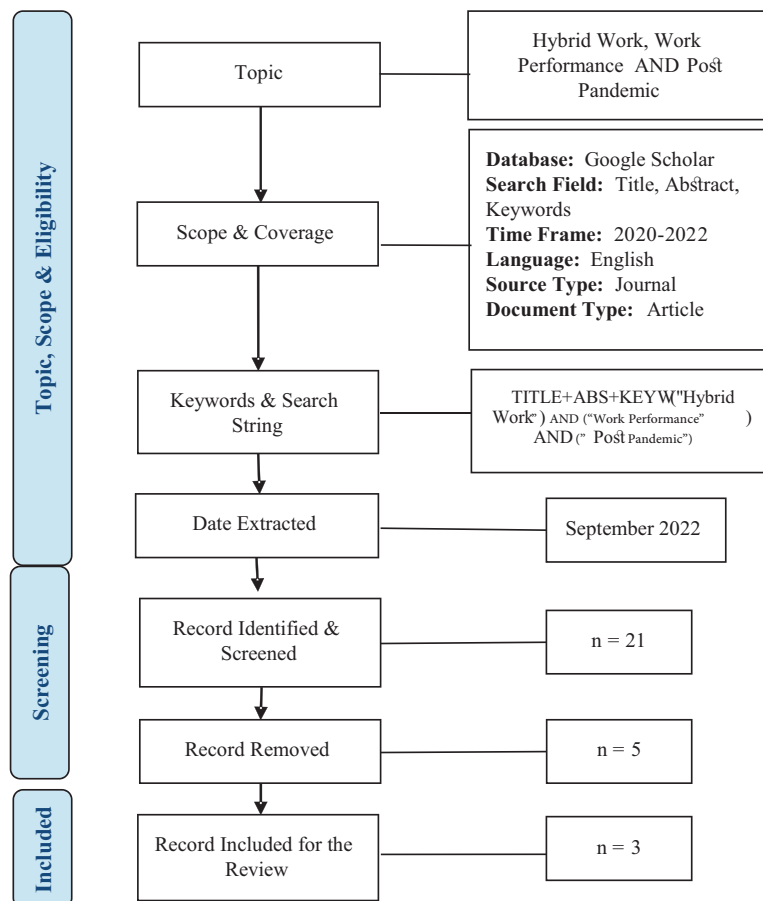 Topic, Scope & Eligibility
Topic
Hybrid Work, Work
Performance AND Post
Pandemic
Scope & Coverage
Database: Google Scholar
Search Field: Title, Abstract,
Keywords
Time Frame: 2020-2022
Language: English
Source Type: Journal
Document Type: Article
Keywords & Search
String
TITLE+ABS+KEYW("Hybrid
Work") AND ("Work Performance" )
AND (" Post Pandemic")
Date Extracted
September 2022
Screening
Record Identified &
Screened
n = 21
Record Removed
n = 5
Included
Record Included for the
Review
n = 3